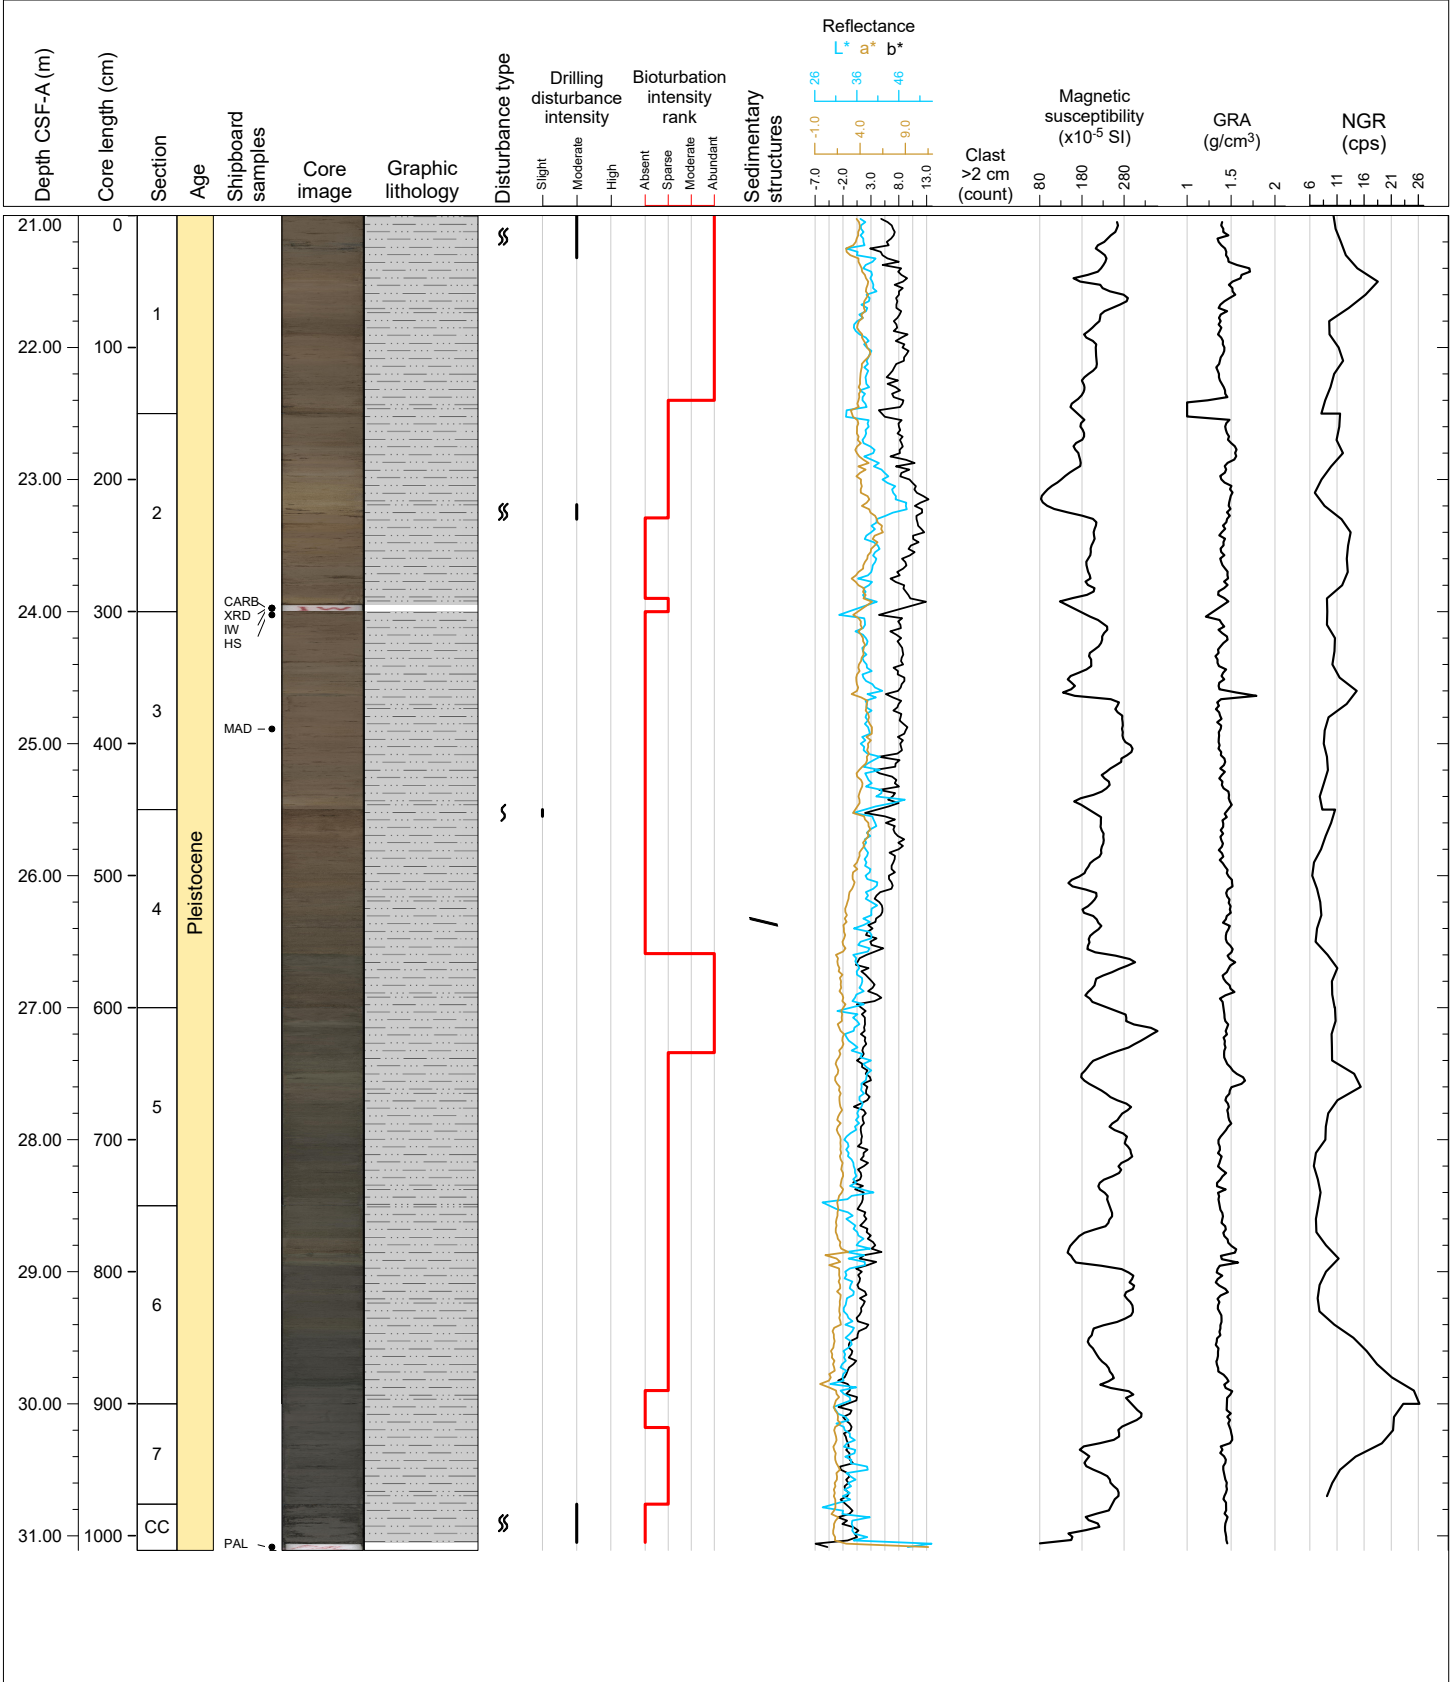 Depth CSF-A (m)
Core length (cm)
Section
Age
Shipboard
samples
Core
image
Graphic
lithology
Disturbance type
Drilling
disturbance
intensity
Slight
Moderate
High
Bioturbation
intensity
rank
Absent
Sparse
Moderate
Abundant
Sedimentary
structures
Reflectance
L* a* b*
26 36 46
-1.0 4.0 9.0
-7.0 -2.0 3.0 8.0 13.0
Clast
>2 cm
(count)
Magnetic
susceptibility
(x10-5 SI)
80 180 280
GRA
(g/cm3)
1 1.5 2
NGR
(cps)
6 11 16 21 26
21.00 0
1
22.00 100
23.00 200
2
CARB
24.00 300
XRD
IW
HS
IW
3
MAD
25.00 400
Pleistocene
26.00 500
4
27.00 600
5
28.00 700
29.00 800
6
30.00 900
7
CC
31.00 1000
PAL